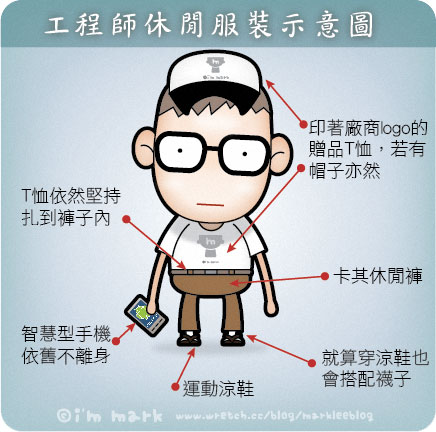 工程師休閒服裝示意圖
印著廠商logo的
贈品T恤，若有
帽子亦然
T恤依然堅持
扎到褲子內
卡其休閒褲
智慧型手機
依舊不離身
就算穿涼鞋也
會搭配襪子
運動涼鞋
©i'm mark www.wretch.cc/blog/markleeblog